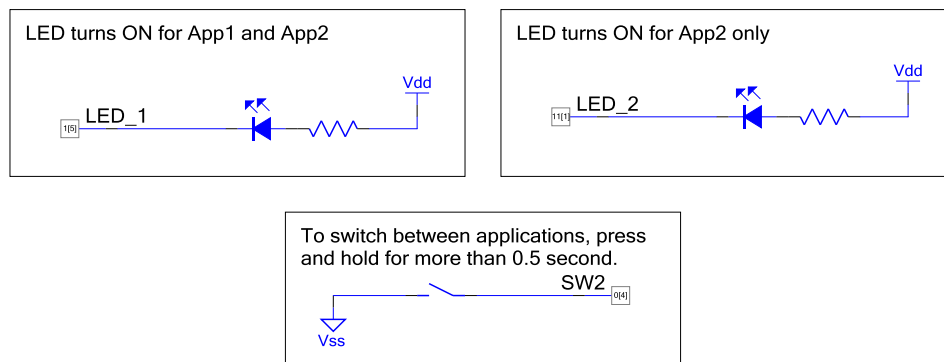 LED turns ON for App1 and App2
Vdd
1[5]
LED_1
LED turns ON for App2 only
Vdd
11[1]
LED_2
To switch between applications, press
and hold for more than 0.5 second.
SW2
0[4]
Vss